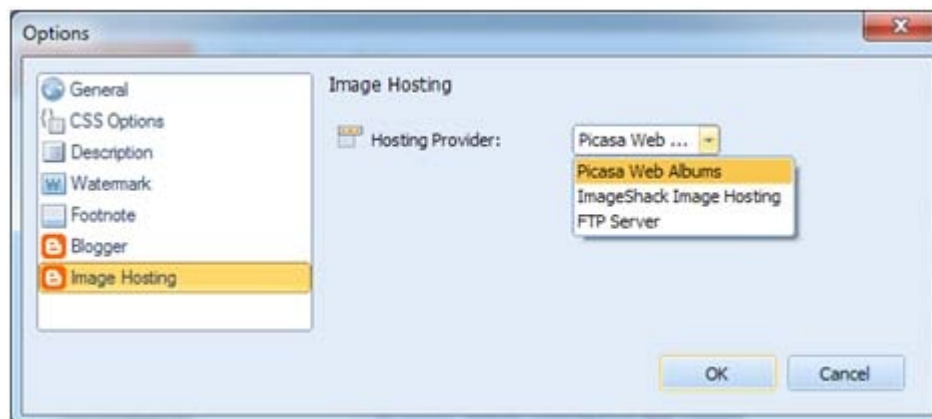 Options
General
CSS Options
Description
Watermark
Footnote
Blogger
Image Hosting
Image Hosting
Hosting Provider:
Picasa Web ...
Picasa Web Albums
ImageShack Image Hosting
FTP Server
OK
Cancel